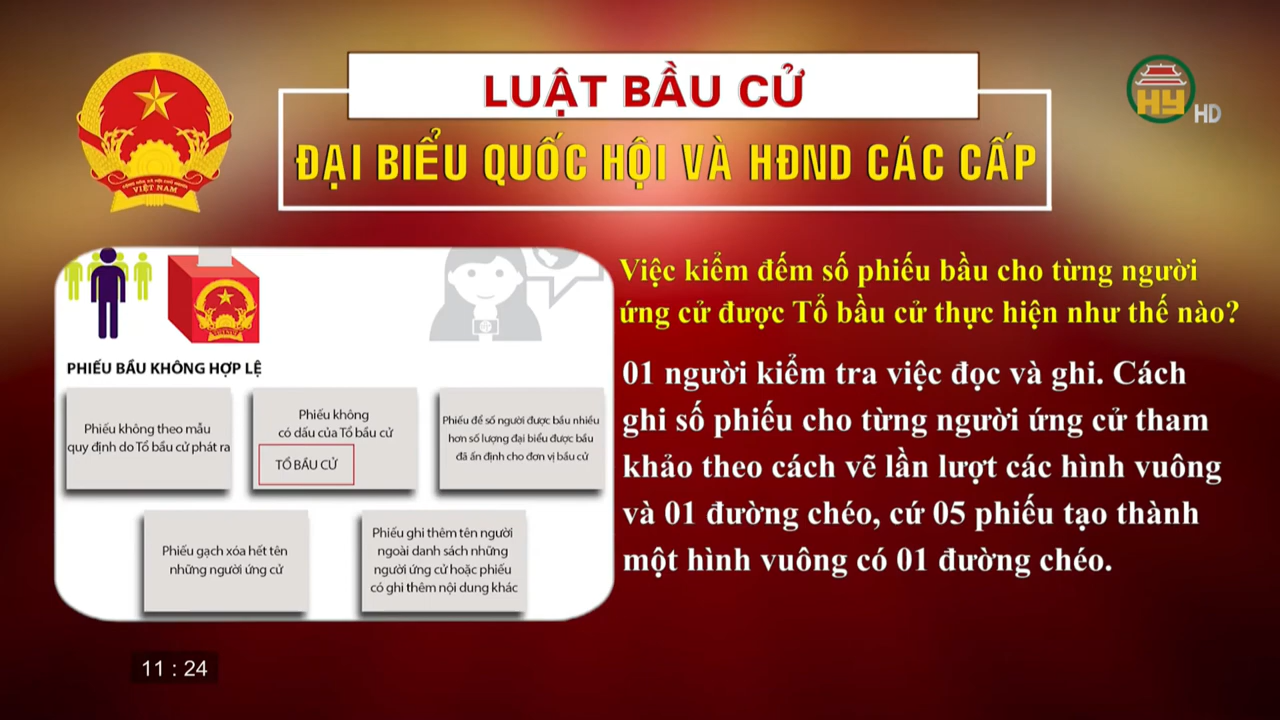 LUẬT BẦU CỬ
ĐẠI BIỂU QUỐC HỘI VÀ HĐND CÁC CẤP
HY HD
VIỆT NAM
Việc kiểm đếm số phiếu bầu cho từng người
ứng cử được Tổ bầu cử thực hiện như thế nào?
PHIẾU BẦU KHÔNG HỢP LỆ
Phiếu không theo mẫu
quy định do Tổ bầu cử phát ra
Phiếu không
có dấu của Tổ bầu cử
TỔ BẦU CỬ
Phiếu để số người được bầu nhiều
hơn số lượng đại biểu được bầu
đã ấn định cho đơn vị bầu cử
Phiếu gạch xóa hết tên
những người ứng cử
Phiếu ghi thêm tên người
ngoài danh sách những
người ứng cử hoặc phiếu
có ghi thêm nội dung khác
01 người kiểm tra việc đọc và ghi. Cách
ghi số phiếu cho từng người ứng cử tham
khảo theo cách vẽ lần lượt các hình vuông
và 01 đường chéo, cứ 05 phiếu tạo thành
một hình vuông có 01 đường chéo.
11 : 24